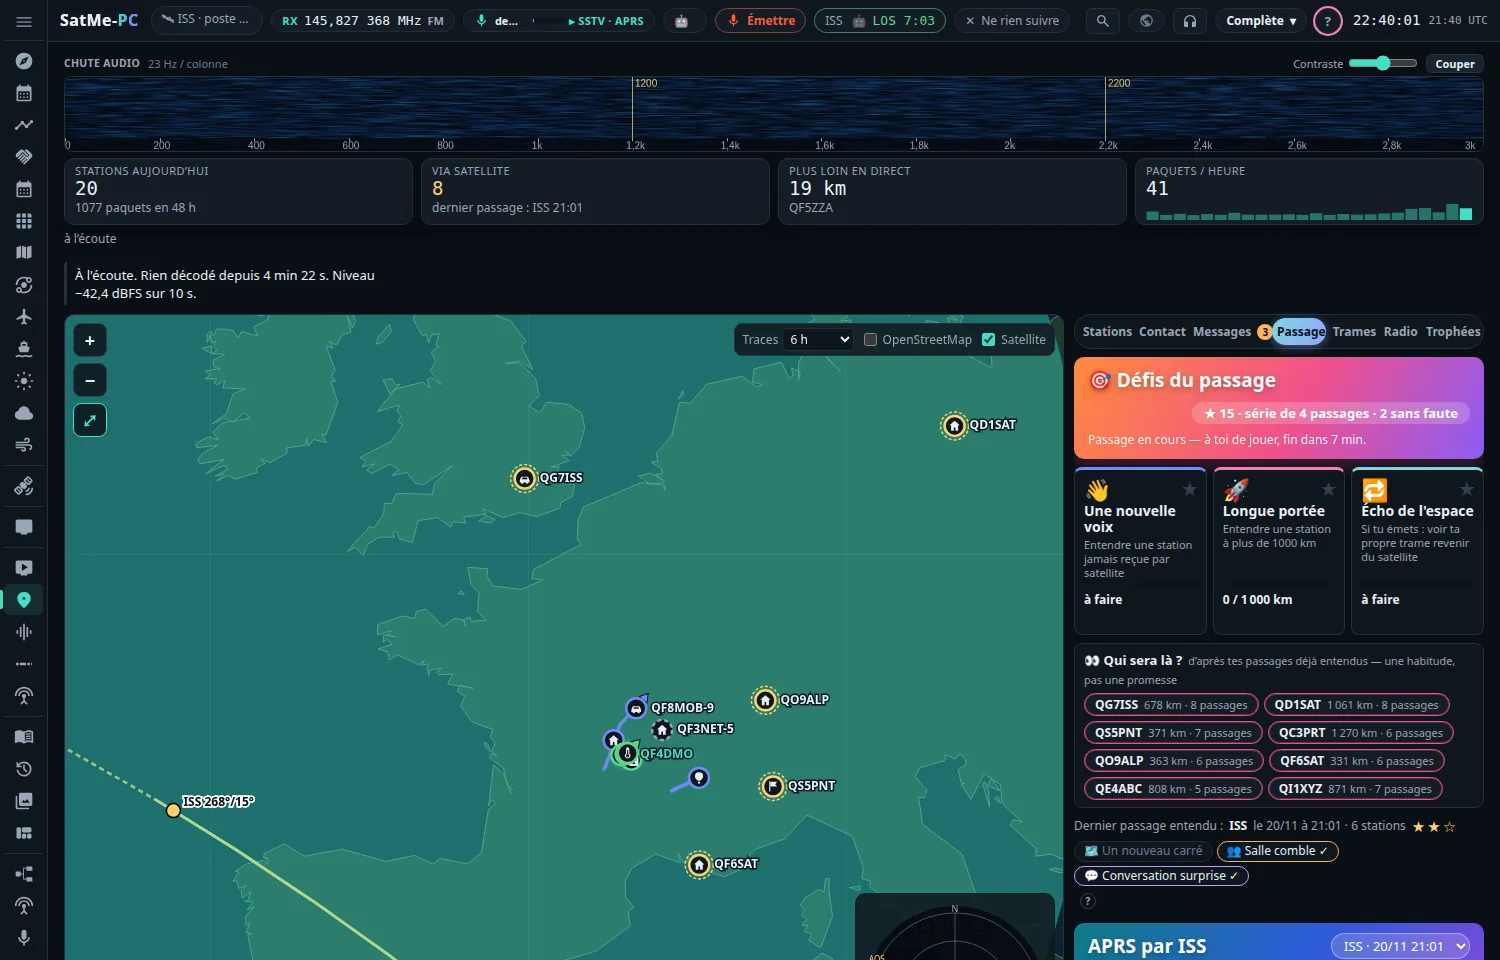 SatMe-PC
ISS · poste ...
RX 145,827 368 MHz FM
de...
▸ SSTV · APRS
Émettre
ISS LOS 7:03
× Ne rien suivre
Complète ▾
?
22:40:01 21:40 UTC
CHUTE AUDIO 23 Hz / colonne
Contraste
Couper
1200
2200
0 200 400 600 800 1k 1,2k 1,4k 1,6k 1,8k 2k 2,2k 2,4k 2,6k 2,8k 3k
STATIONS AUJOURD'HUI
20
1077 paquets en 48 h
VIA SATELLITE
8
dernier passage : ISS 21:01
PLUS LOIN EN DIRECT
19 km
QF5ZZA
PAQUETS / HEURE
41
à l'écoute
À l'écoute. Rien décodé depuis 4 min 22 s. Niveau
−42,4 dBFS sur 10 s.
+
−
Traces 6 h OpenStreetMap Satellite
QD1SAT
QG7ISS
QO9ALP
QF8MOB-9
QF3NET-5
QF4DMO
QS5PNT
ISS 268°/15°
QF6SAT
N
AOS
Stations Contact Messages 3 Passage Trames Radio Trophées
🎯 Défis du passage
★ 15 · série de 4 passages · 2 sans faute
Passage en cours — à toi de jouer, fin dans 7 min.
Une nouvelle
voix
Entendre une station
jamais reçue par
satellite
à faire
Longue portée
Entendre une station
à plus de 1000 km
0 / 1 000 km
Écho de l'espace
Si tu émets : voir ta
propre trame revenir
du satellite
à faire
👀 Qui sera là ? d'après tes passages déjà entendus — une habitude,
pas une promesse
QG7ISS 678 km · 8 passages
QD1SAT 1 061 km · 8 passages
QS5PNT 371 km · 7 passages
QC3PRT 1 270 km · 6 passages
QO9ALP 363 km · 6 passages
QF6SAT 331 km · 6 passages
QE4ABC 808 km · 5 passages
QI1XYZ 871 km · 7 passages
Dernier passage entendu : ISS le 20/11 à 21:01 · 6 stations ★ ★ ☆
Un nouveau carré
Salle comble ✓
Conversation surprise ✓
?
APRS par ISS
ISS · 20/11 21:01